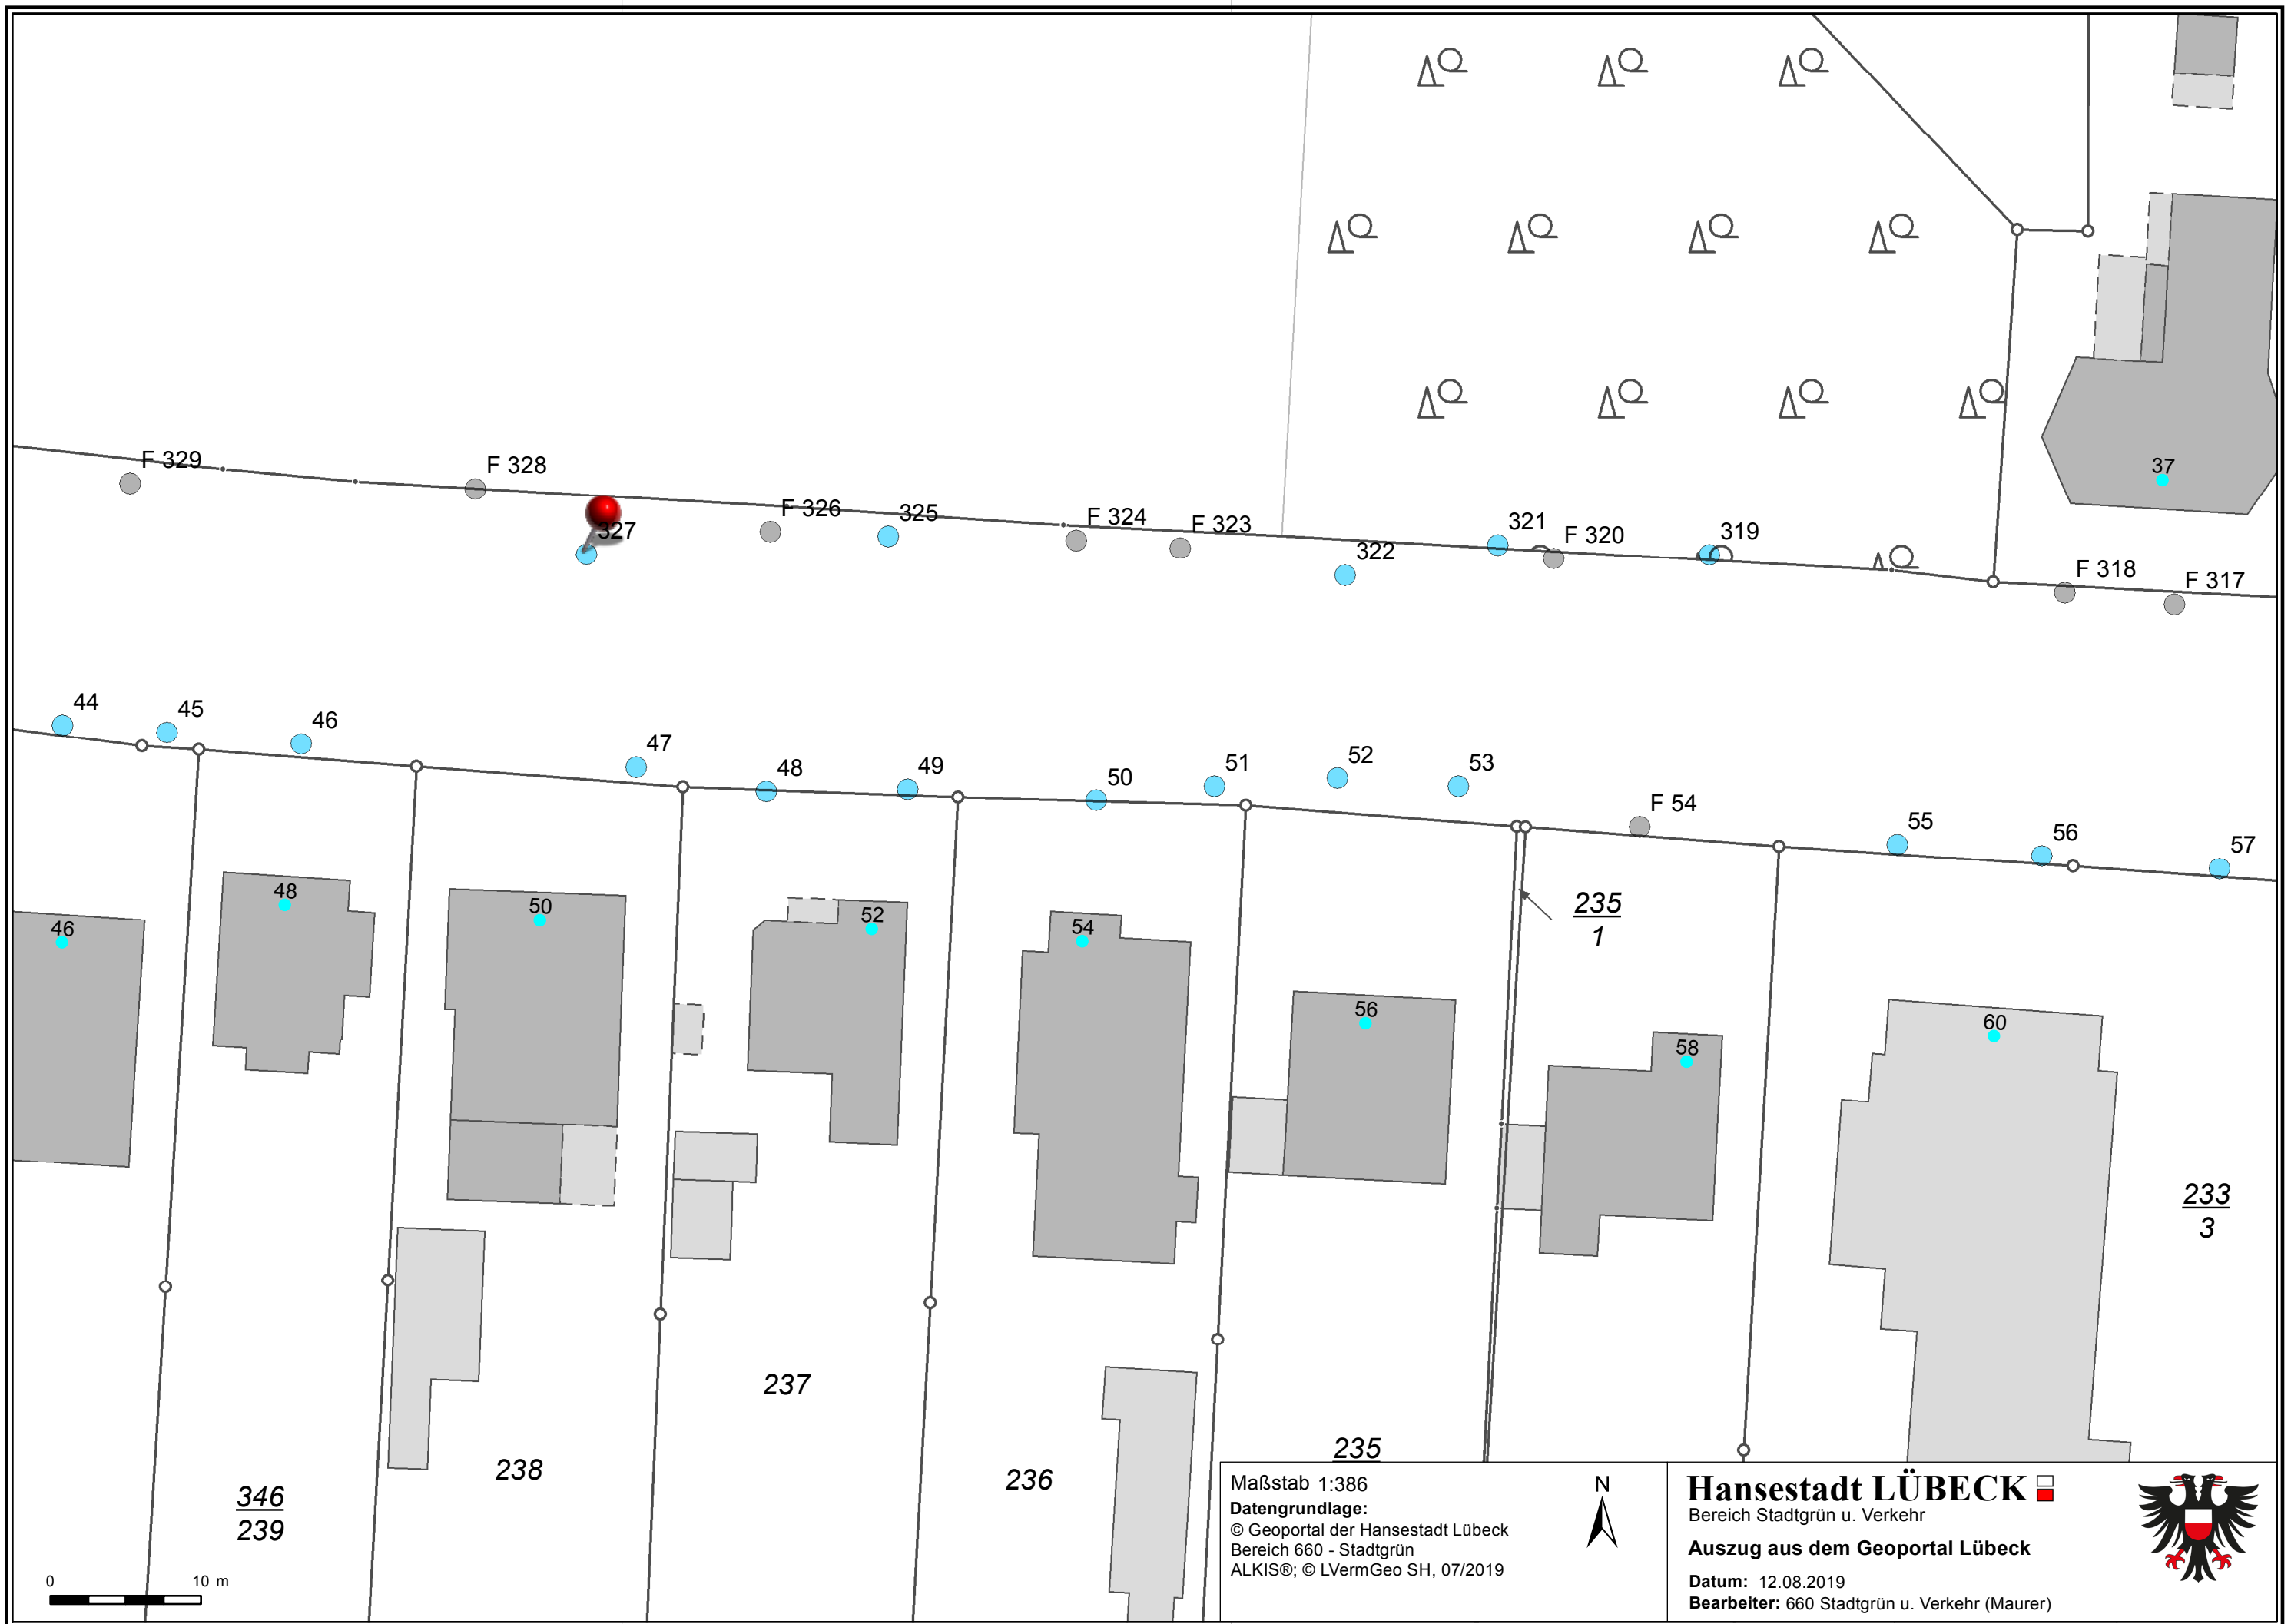 37
F 329
F 328
327
F 326
325
F 324
F 323
322
321
F 320
319
F 318
F 317
44
45
46
47
48
49
50
51
52
53
F 54
55
56
57
46
48
50
52
54
56
58
60
235
1
233
3
237
238
236
235
346
239
0 10 m
Maßstab 1:386
Datengrundlage:
© Geoportal der Hansestadt Lübeck
Bereich 660 - Stadtgrün
ALKIS®; © LVermGeo SH, 07/2019
N
Hansestadt LÜBECK
Bereich Stadtgrün u. Verkehr
Auszug aus dem Geoportal Lübeck
Datum: 12.08.2019
Bearbeiter: 660 Stadtgrün u. Verkehr (Maurer)